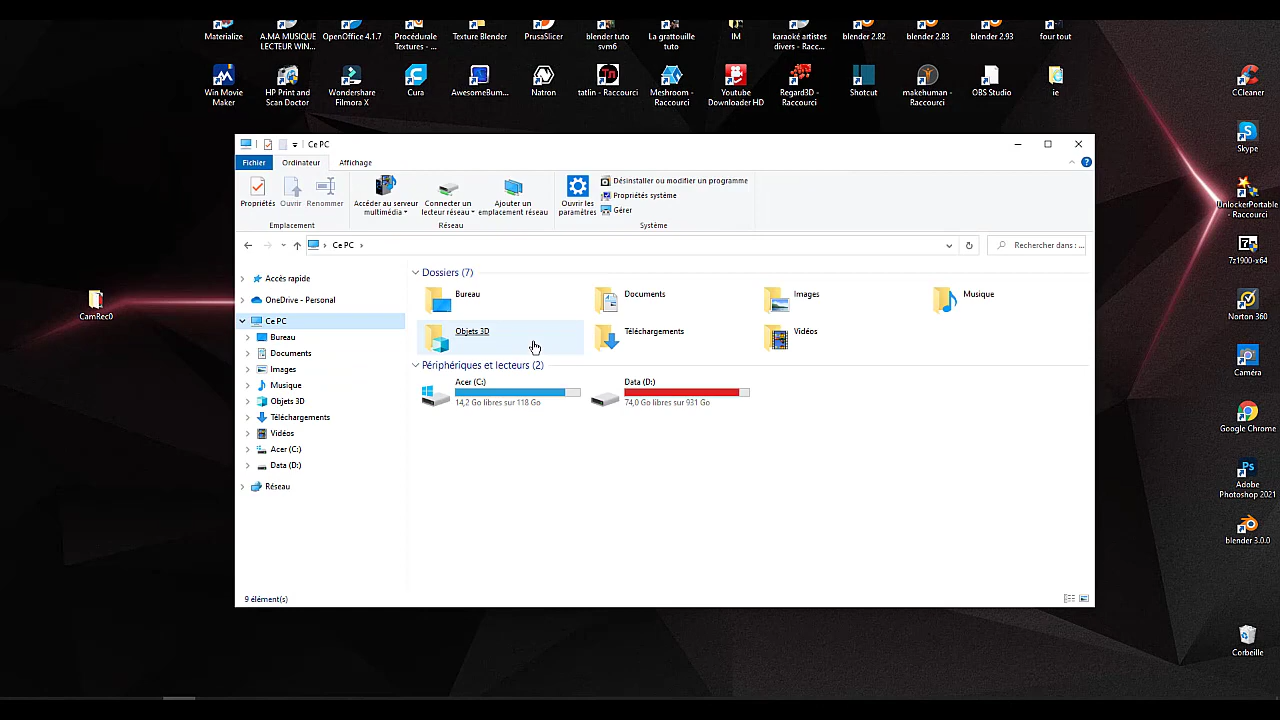 Materialize
A.MA MUSIQUE
LECTEUR WIN...
OpenOffice 4.1.7
Procédurale
Textures - ...
Texture Blender
PrusaSlicer
blender tuto
svm6
La grattouille
tuto
IM
karaoké artistes
divers - Racc...
blender 2.82
blender 2.83
blender 2.93
four tout
Win Movie
Maker
HP Print and
Scan Doctor
Wondershare
Filmora X
Cura
AwesomeBum...
Natron
tatlin - Raccourci
Meshroom -
Raccourci
Youtube
Downloader HD
Regard3D -
Raccourci
Shotcut
makehuman -
Raccourci
OBS Studio
ie
CCleaner
Skype
UnlockerPortable
- Raccourci
7z1900-x64
Norton 360
Caméra
Google Chrome
Adobe
Photoshop 2021
blender 3.0.0
Corbeille
CamRec0
Ce PC
Fichier
Ordinateur
Affichage
Propriétés
Ouvrir
Renommer
Emplacement
Accéder au serveur
multimédia
Connecter un
lecteur réseau
Ajouter un
emplacement réseau
Réseau
Ouvrir les
paramètres
Désinstaller ou modifier un programme
Propriétés système
Gérer
Système
Ce PC
Rechercher dans : ...
Accès rapide
OneDrive - Personal
Ce PC
Bureau
Documents
Images
Musique
Objets 3D
Téléchargements
Vidéos
Acer (C:)
Data (D:)
Réseau
Dossiers (7)
Bureau
Documents
Images
Musique
Objets 3D
Téléchargements
Vidéos
Périphériques et lecteurs (2)
Acer (C:)
14,2 Go libres sur 118 Go
Data (D:)
74,0 Go libres sur 931 Go
9 élément(s)